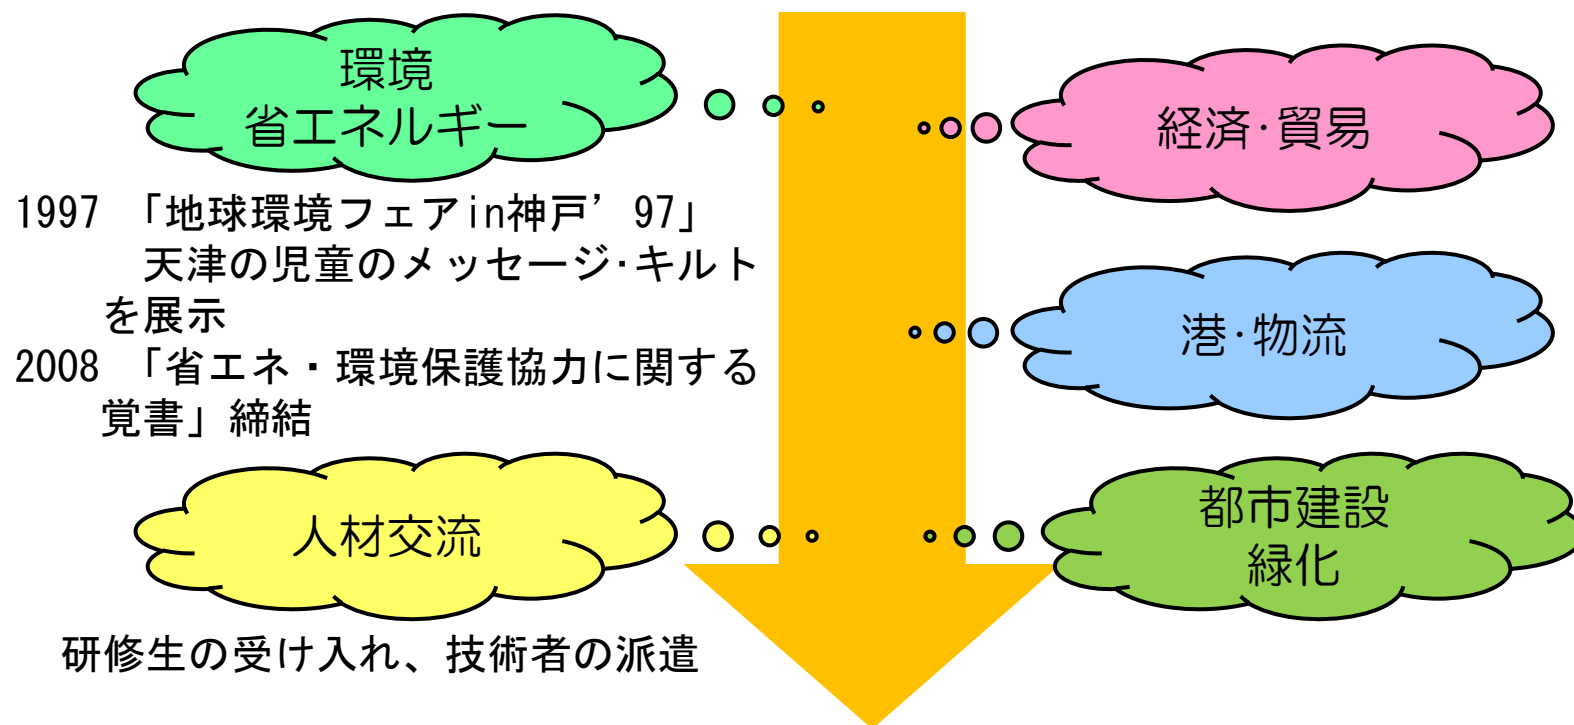 環境
省エネルギー
1997 「地球環境フェアin神戸’97」
天津の児童のメッセージ･キルト
を展示
2008 「省エネ・環境保護協力に関する
覚書」締結
人材交流
研修生の受け入れ、技術者の派遣
経済･貿易
港･物流
都市建設
緑化